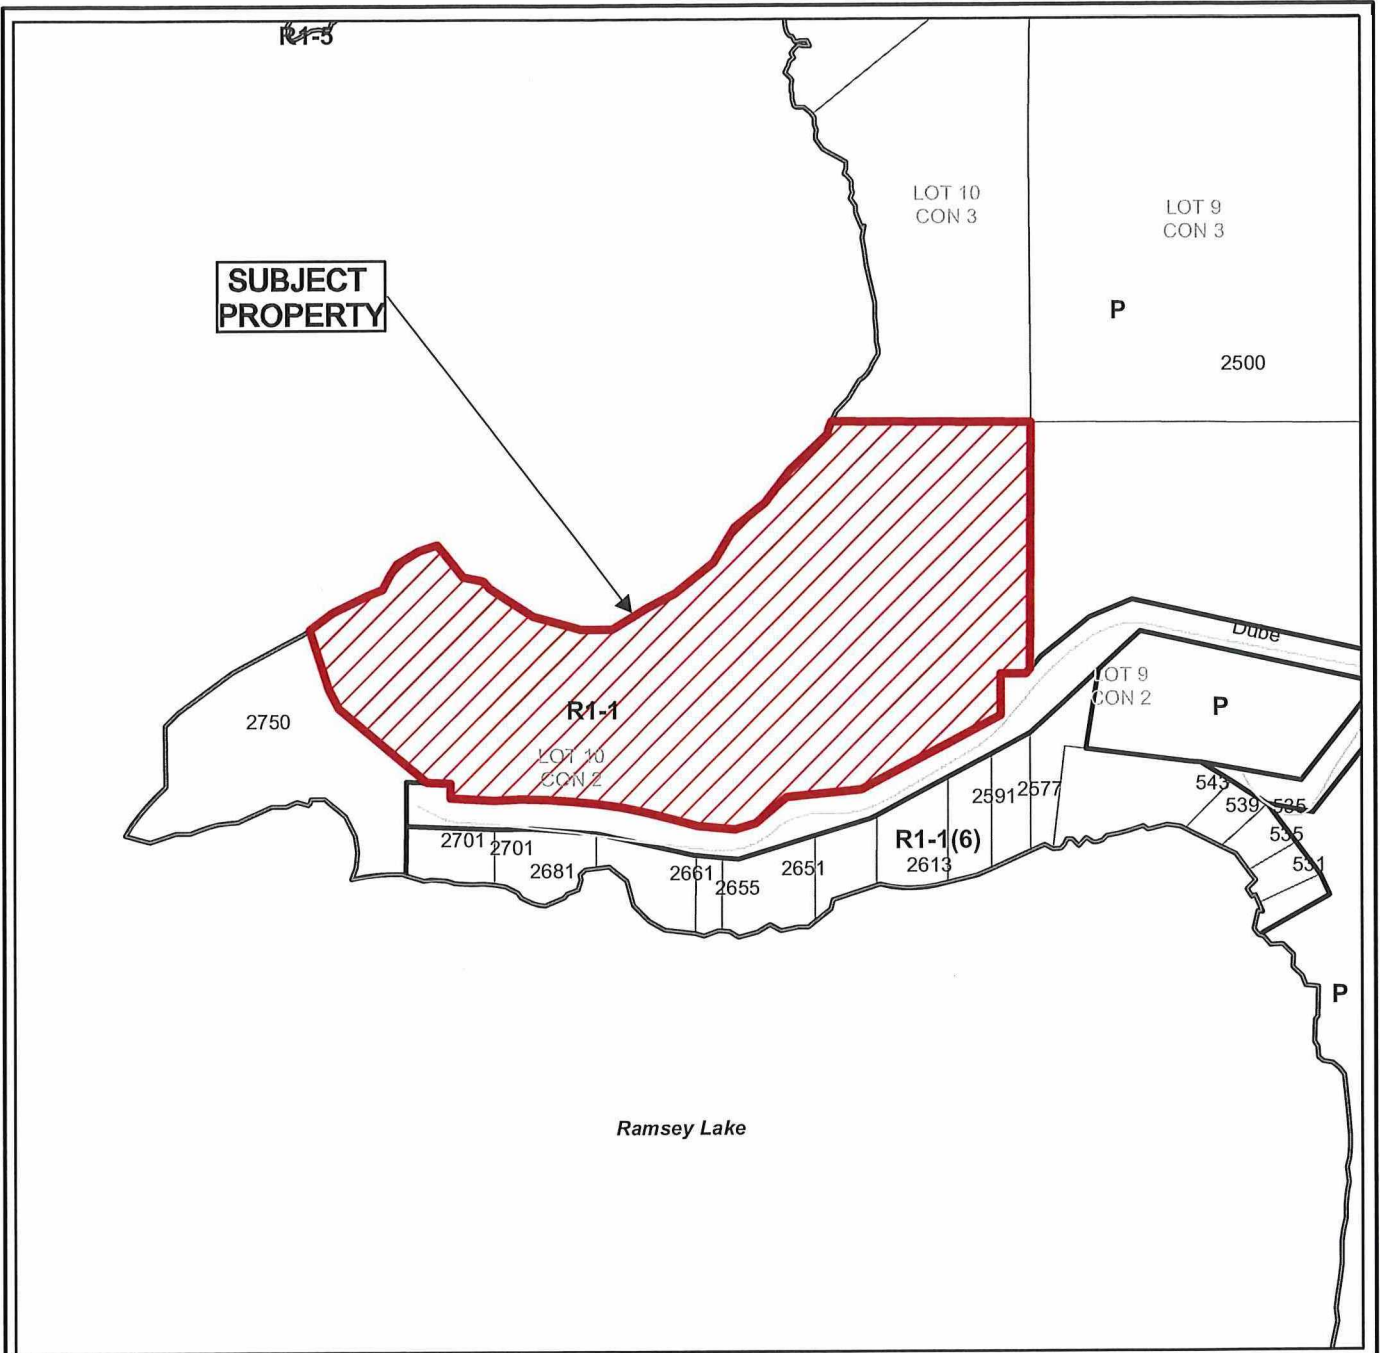 R1-5
LOT 10
CON 3
LOT 9
CON 3
SUBJECT
PROPERTY
P
2500
Dube
LOT 9
CON 2
P
R1-1
2750
LOT 10
CON 2
543
539
535
535
531
2591
2577
R1-1(6)
2613
2701
2701
2681
2661
2655
2651
P
Ramsey Lake